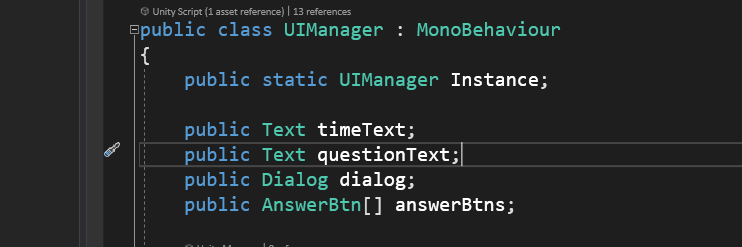 Unity Script (1 asset reference) | 13 references
public class UIManager : MonoBehaviour
{
public static UIManager Instance;
public Text timeText;
public Text questionText;
public Dialog dialog;
public AnswerBtn[] answerBtns;